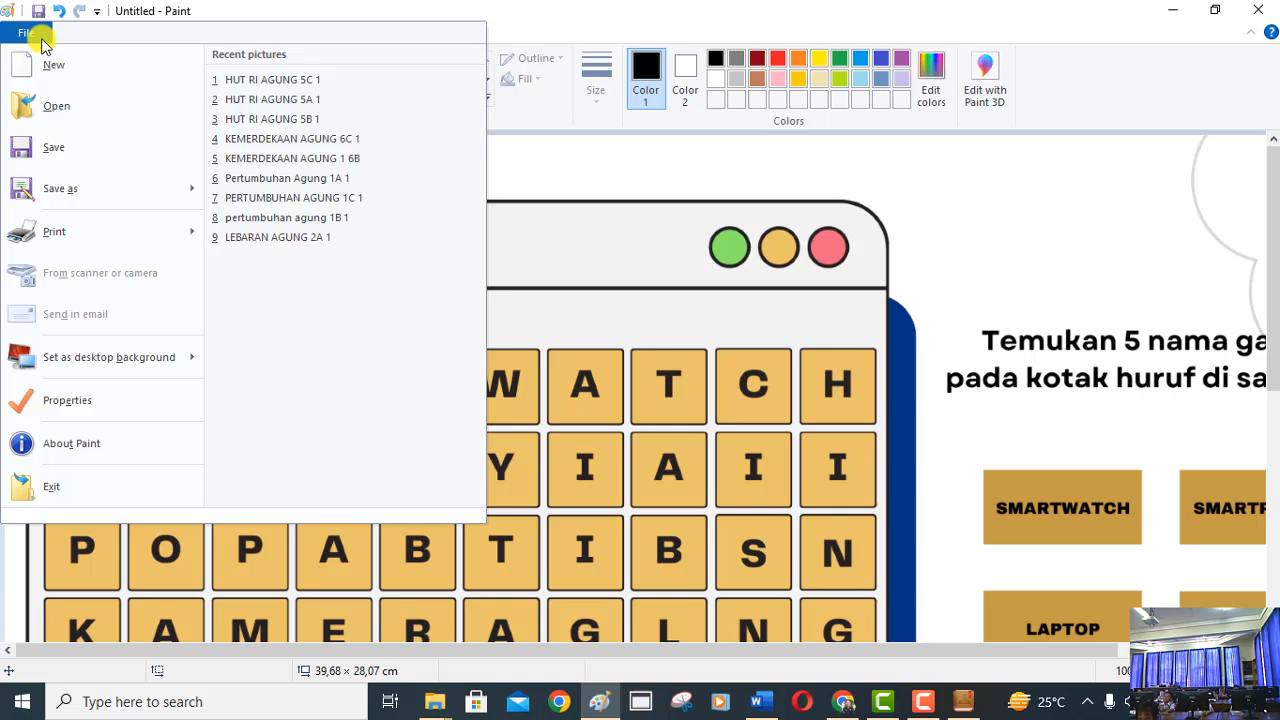 Untitled - Paint
File
Recent pictures
New
1 HUT RI AGUNG 5C 1
2 HUT RI AGUNG 5A 1
3 HUT RI AGUNG 5B 1
4 KEMERDEKAAN AGUNG 6C 1
5 KEMERDEKAAN AGUNG 1 6B
6 Pertumbuhan Agung 1A 1
7 PERTUMBUHAN AGUNG 1C 1
8 pertumbuhan agung 1B 1
9 LEBARAN AGUNG 2A 1
Open
Save
Save as
Print
From scanner or camera
Send in email
Set as desktop background
Properties
About Paint
Exit
Outline
Fill
Size
Color 1
Color 2
Edit colors
Edit with Paint 3D
Colors
Temukan 5 nama ga
pada kotak huruf di sa
W A T C H
Y I A I I
P O P A B T I B S N
K A M E R A G L N G
SMARTWATCH
SMARTP
LAPTOP
39,68 × 28,07 cm
100
Type here to search
25°C